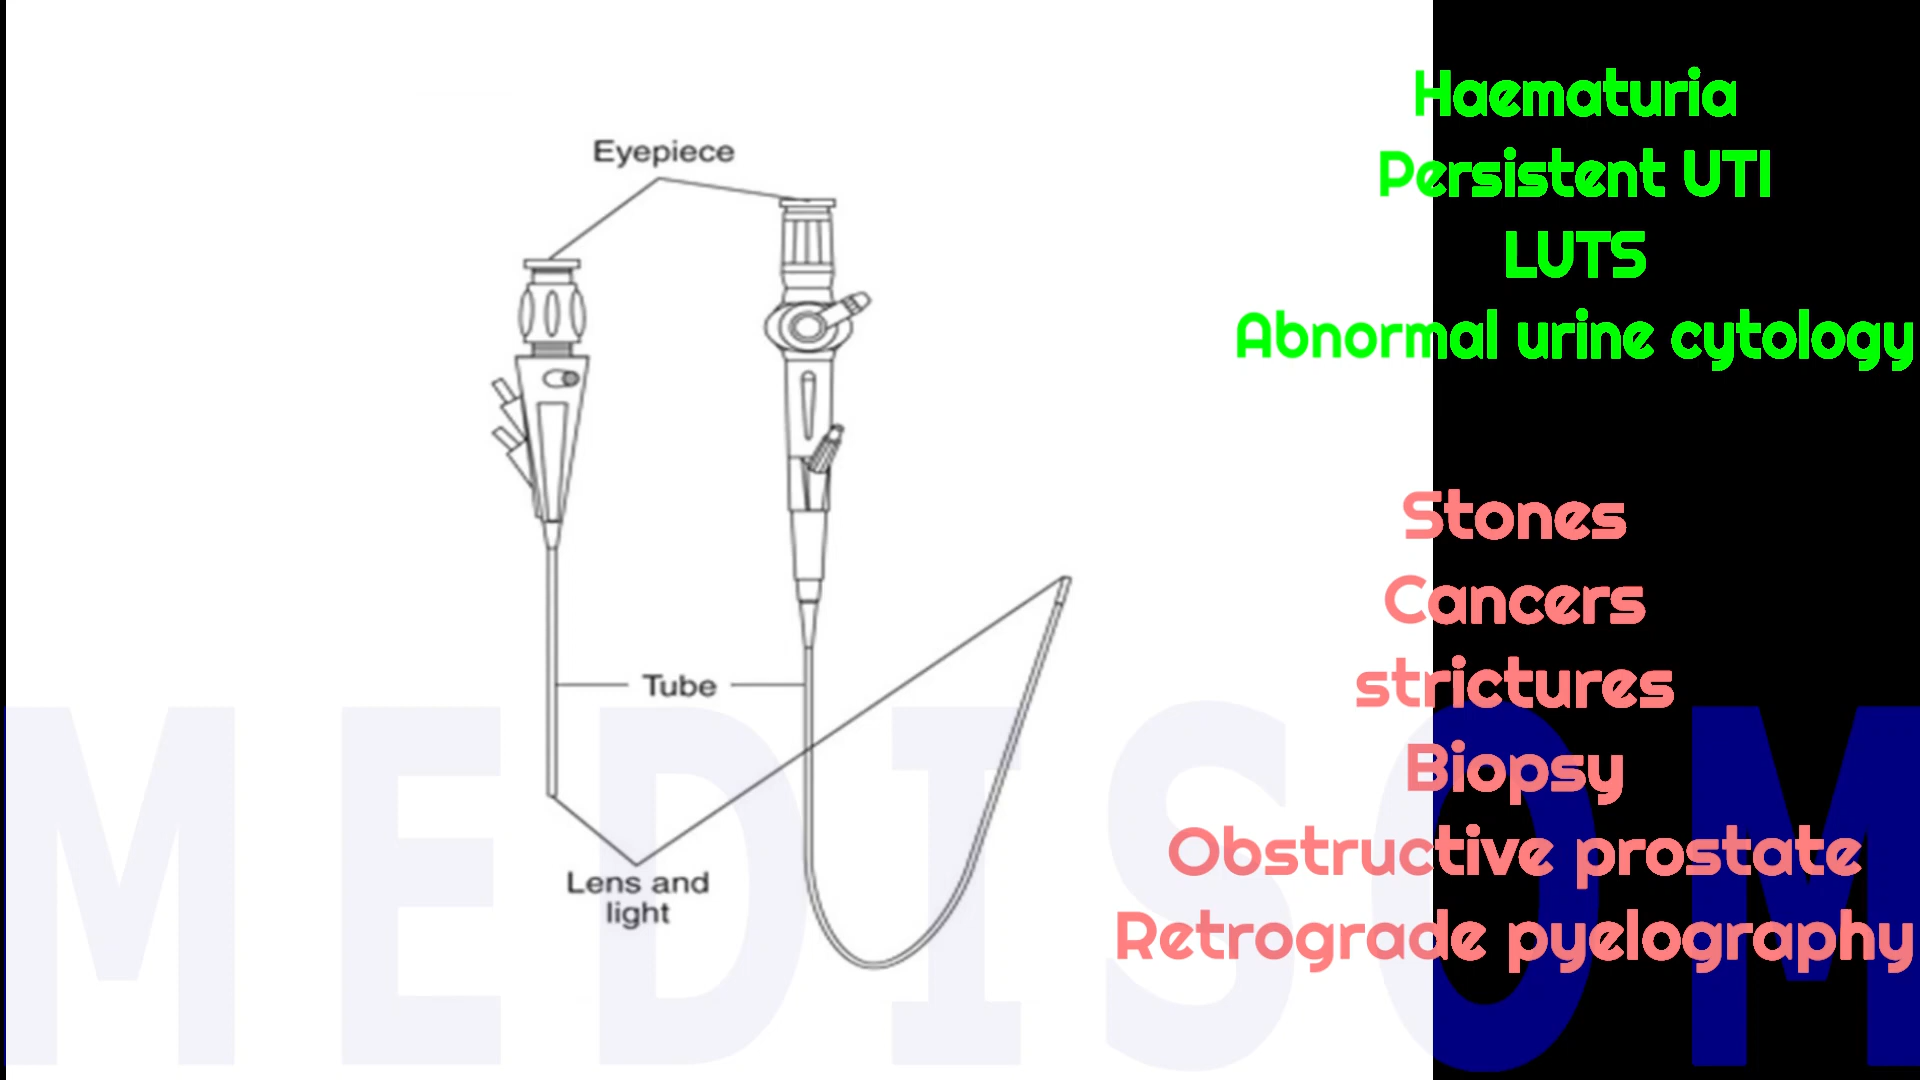 Eyepiece
Tube
Lens and
light
Haematuria
Persistent UTI
LUTS
Abnormal urine cytology
Stones
Cancers
strictures
Biopsy
Obstructive prostate
Retrograde pyelography
MEDISOM